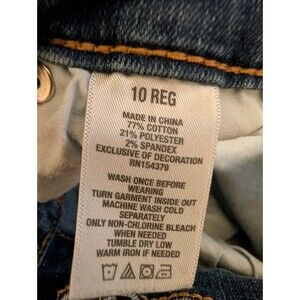 10 REG
MADE IN CHINA
77% COTTON
21% POLYESTER
2% SPANDEX
EXCLUSIVE OF DECORATION
RN154379
WASH ONCE BEFORE
WEARING
TURN GARMENT INSIDE OUT
MACHINE WASH COLD
SEPARATELY
ONLY NON-CHLORINE BLEACH
WHEN NEEDED
TUMBLE DRY LOW
WARM IRON IF NEEDED